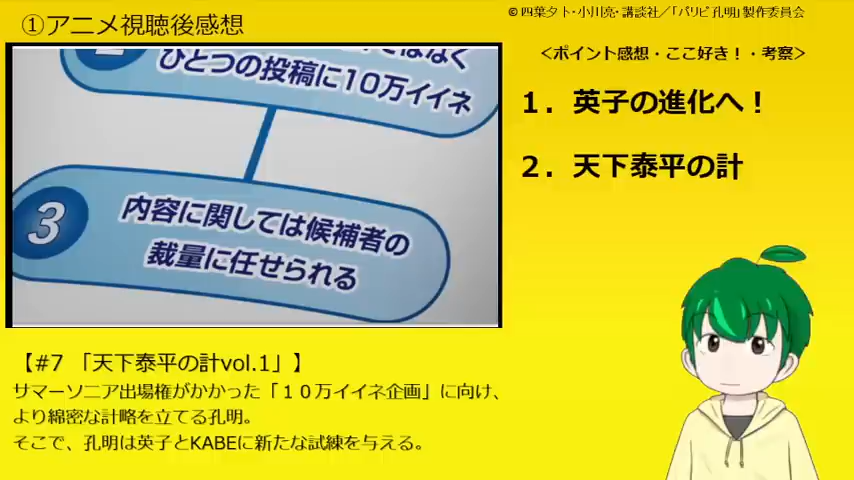 ①アニメ視聴後感想
© 四葉夕ト・小川亮・講談社／「パリピ孔明」製作委員会
＜ポイント感想・ここ好き！・考察＞
１．英子の進化へ！
２．天下泰平の計
ひとつの投稿に10万イイネ
3
内容に関しては候補者の
裁量に任せられる
【#7 「天下泰平の計vol.1」】
サマーソニア出場権がかかった「１０万イイネ企画」に向け、
より綿密な計略を立てる孔明。
そこで、孔明は英子とKABEに新たな試練を与える。